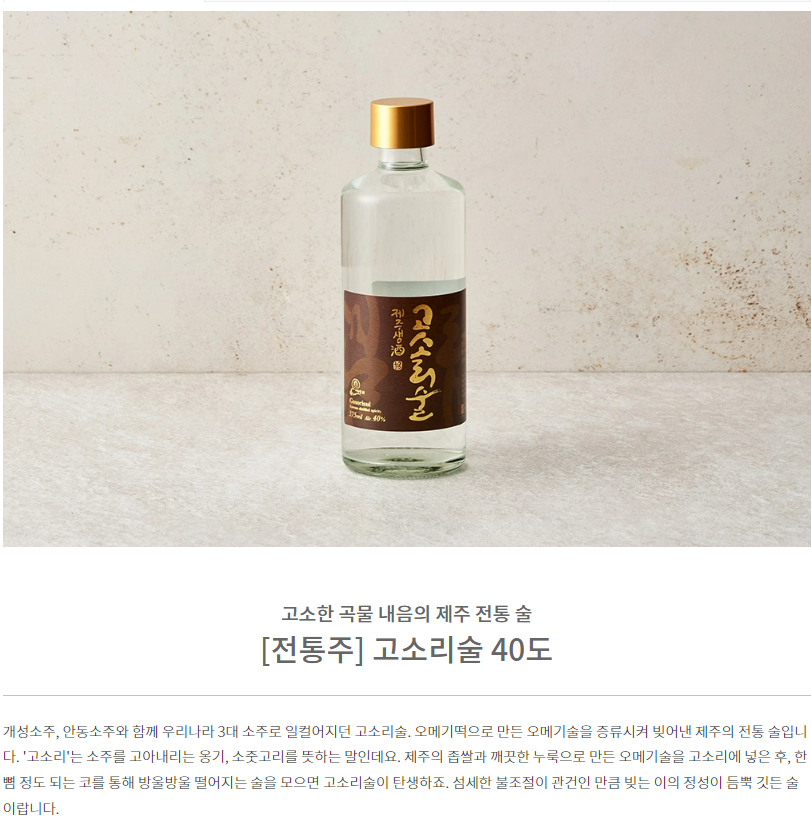 제주생酒
고소리술
375ml Alc 40%
고소한 곡물 내음의 제주 전통 술
[전통주] 고소리술 40도
개성소주, 안동소주와 함께 우리나라 3대 소주로 일컬어지던 고소리술. 오메기떡으로 만든 오메기술을 증류시켜 빚어낸 제주의 전통 술입니
다. '고소리'는 소주를 고아내리는 옹기, 소줏고리를 뜻하는 말인데요. 제주의 좁쌀과 깨끗한 누룩으로 만든 오메기술을 고소리에 넣은 후, 한
뼘 정도 되는 코를 통해 방울방울 떨어지는 술을 모으면 고소리술이 탄생하죠. 섬세한 불조절이 관건인 만큼 빚는 이의 정성이 듬뿍 깃든 술
이랍니다.